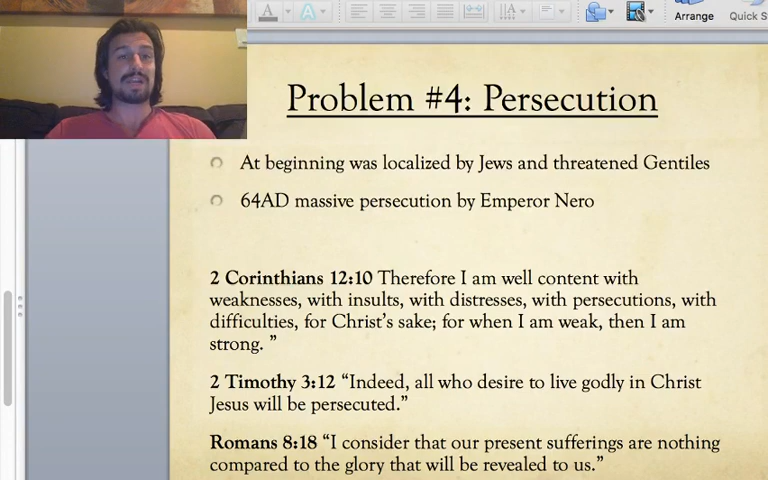 A
A
A
Arrange
Quick S
Problem #4: Persecution
At beginning was localized by Jews and threatened Gentiles
64AD massive persecution by Emperor Nero
2 Corinthians 12:10 Therefore I am well content with
weaknesses, with insults, with distresses, with persecutions, with
difficulties, for Christ's sake; for when I am weak, then I am
strong. ”
2 Timothy 3:12 “Indeed, all who desire to live godly in Christ
Jesus will be persecuted.”
Romans 8:18 “I consider that our present sufferings are nothing
compared to the glory that will be revealed to us.”